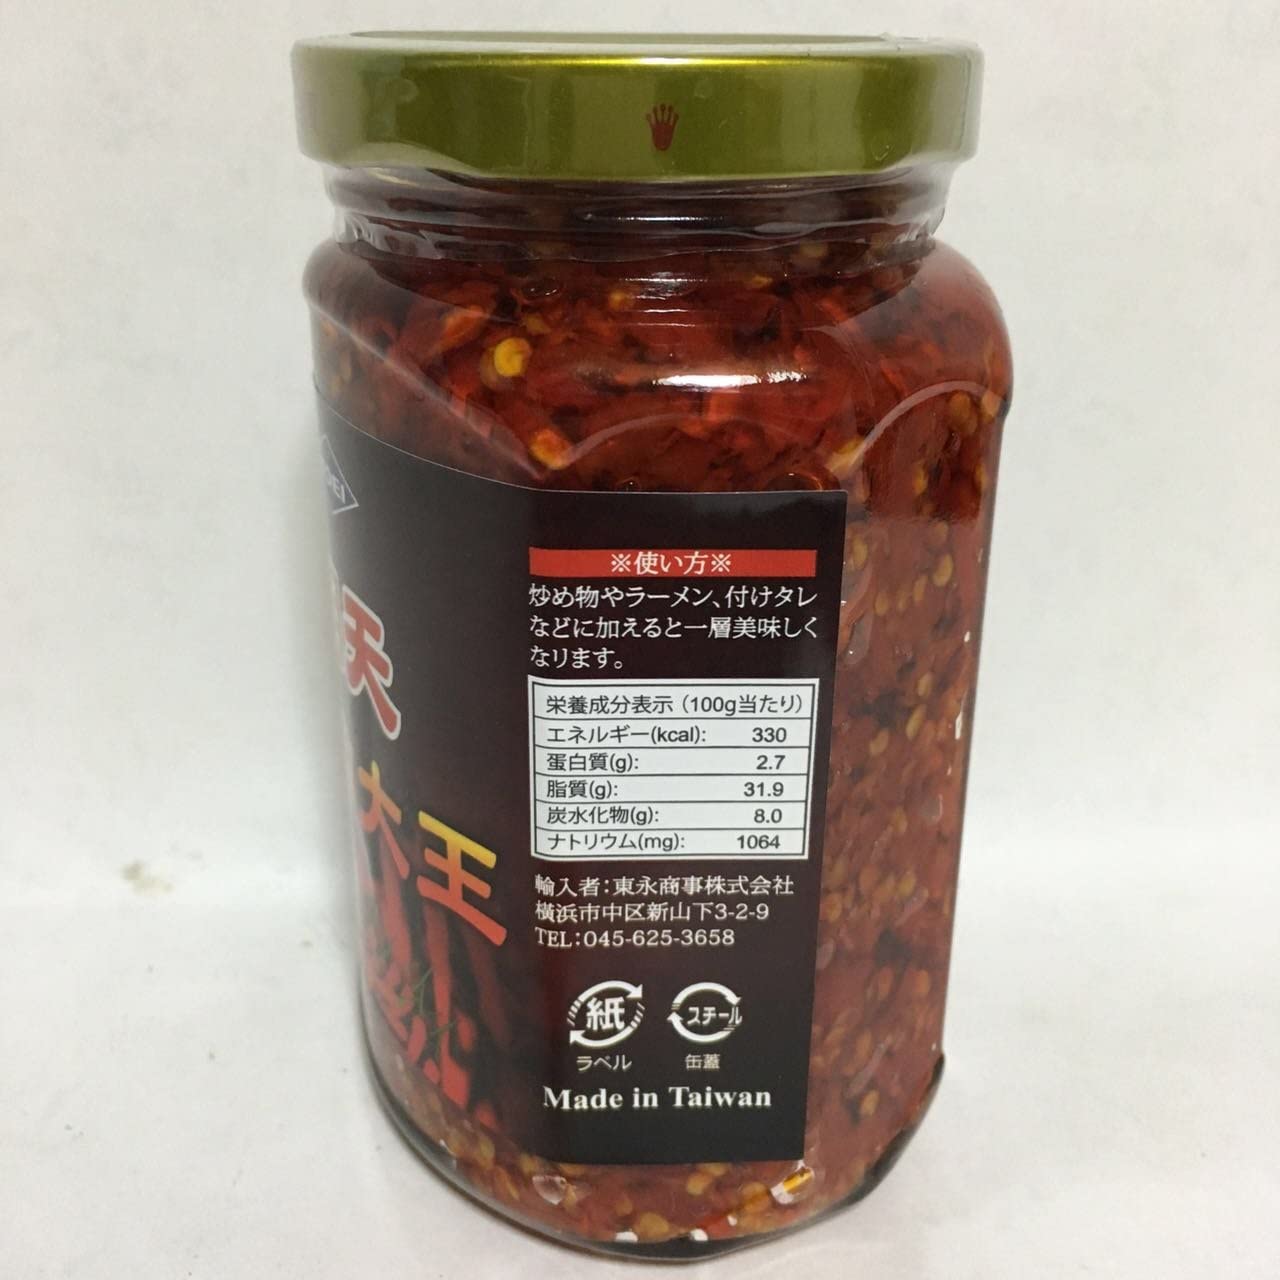 天
大王
※使い方※
炒め物やラーメン、付けタレ
などに加えると一層美味しく
なります。
栄養成分表示（100g当たり）
エネルギー(kcal): 330
蛋白質(g): 2.7
脂質(g): 31.9
炭水化物(g): 8.0
ナトリウム(mg): 1064
輸入者：東永商事株式会社
横浜市中区新山下3-2-9
TEL：045-625-3658
紙 スチール
ラベル 缶蓋
Made in Taiwan